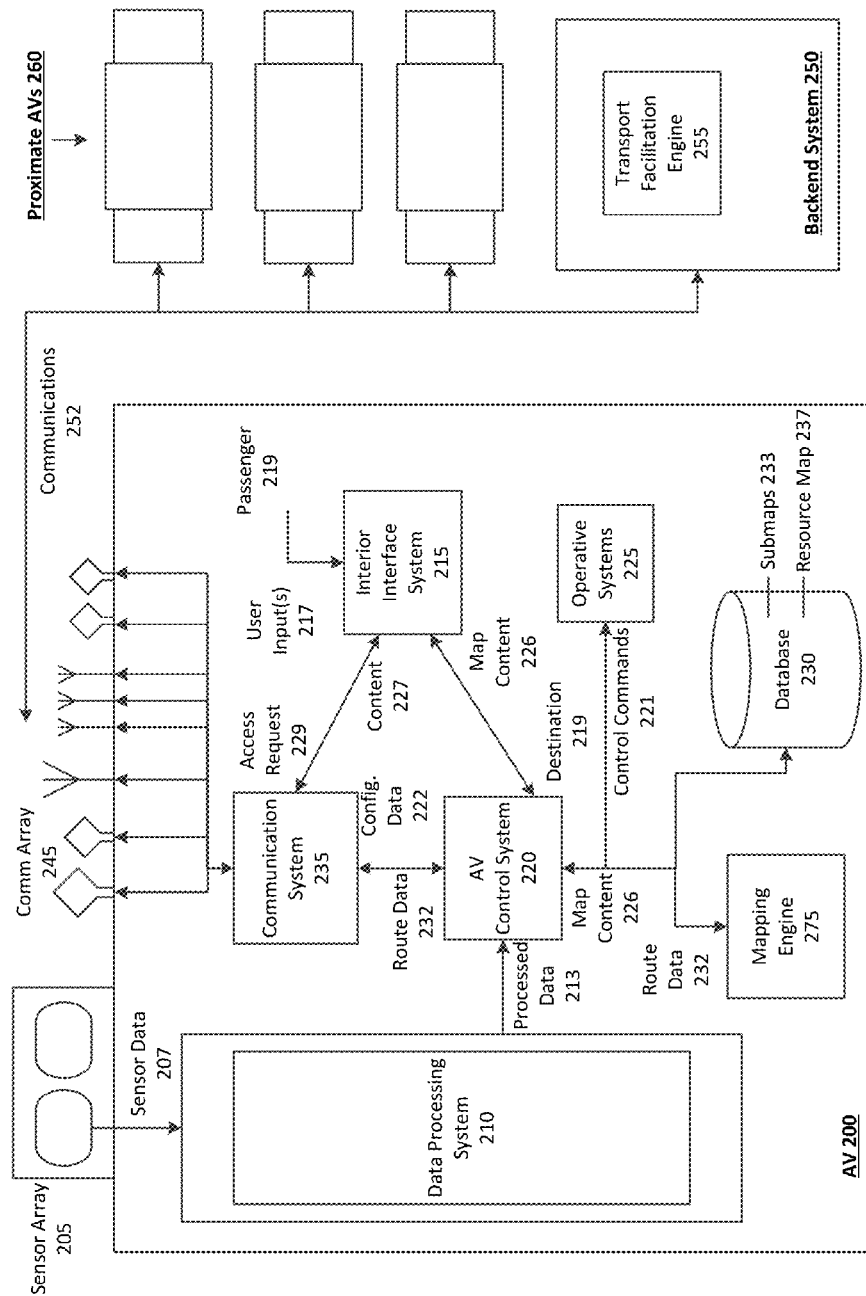 Sensor Array
205
Sensor Data
207
Data Processing
System
210
AV 200
Comm Array
245
Communications
252
Communication
System
235
Access
Request
229
Content
227
User
Input(s)
217
Passenger
219
Interior
Interface
System
215
Config.
Data
222
Route Data
232
Map
Content
226
Processed
Data
213
AV
Control System
220
Destination
219
Map
Content
226
Control Commands
221
Operative
Systems
225
Route
Data
232
Mapping
Engine
275
Database
230
Submaps 233
Resource Map 237
Proximate AVs 260
Transport
Facilitation
Engine
255
Backend System 250